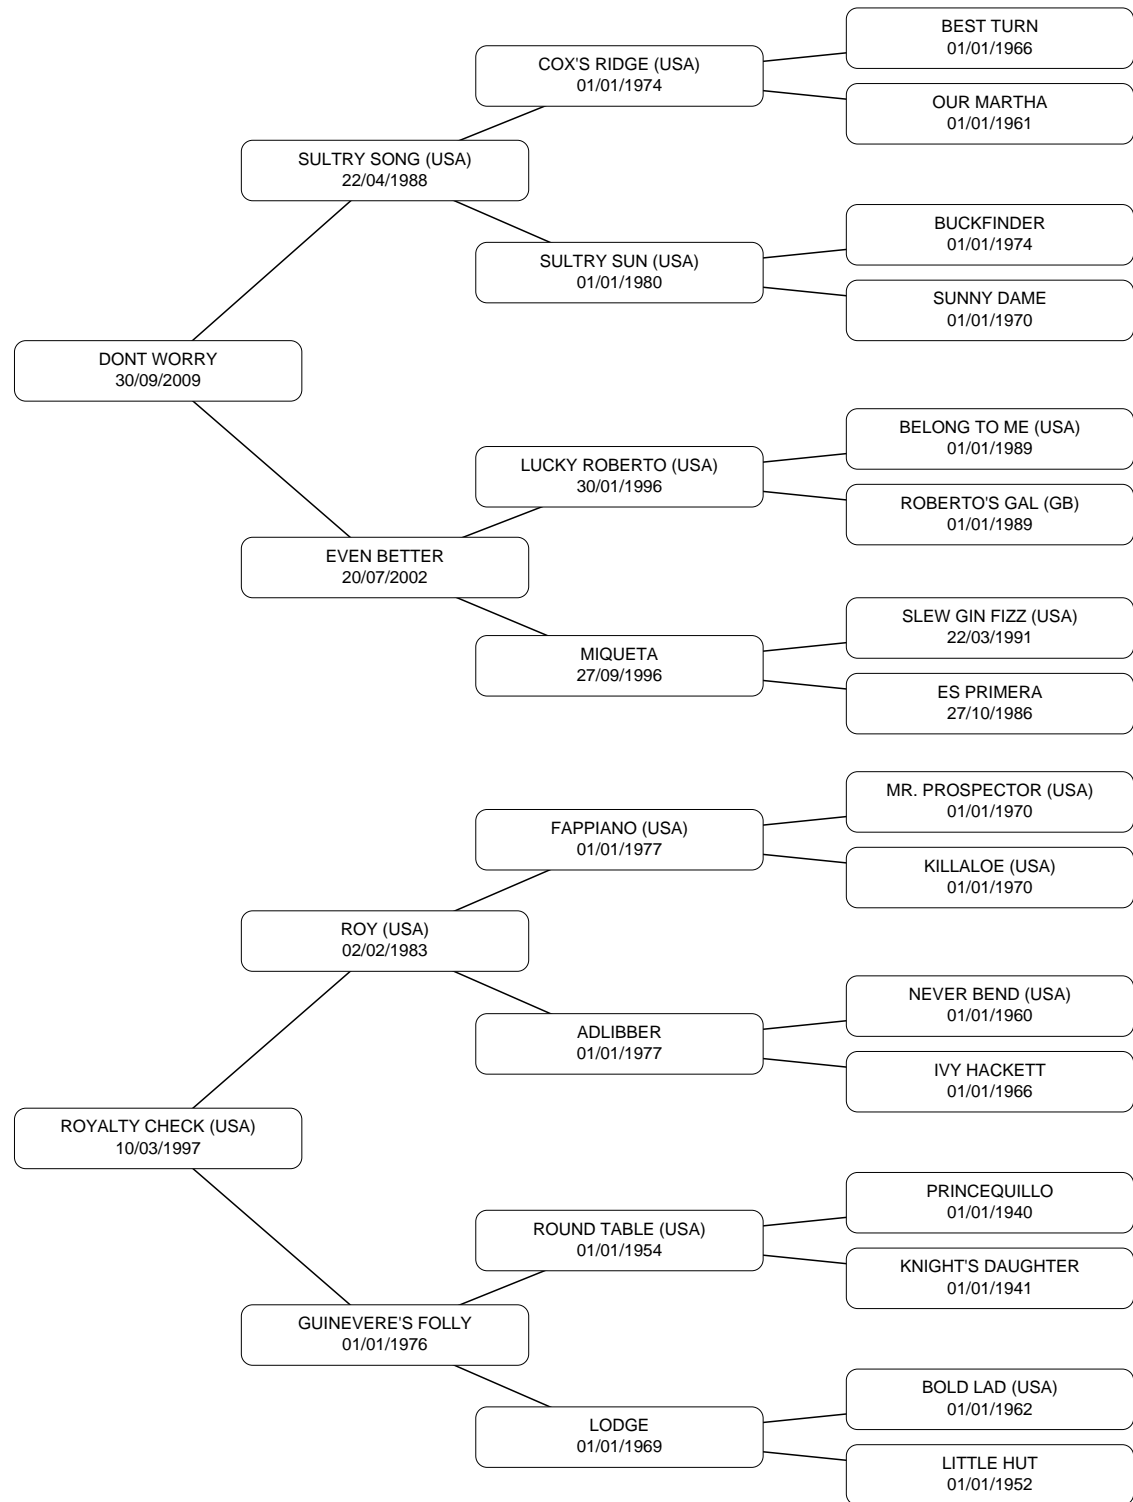 BEST TURN
01/01/1966
COX'S RIDGE (USA)
01/01/1974
OUR MARTHA
01/01/1961
SULTRY SONG (USA)
22/04/1988
BUCKFINDER
01/01/1974
SULTRY SUN (USA)
01/01/1980
SUNNY DAME
01/01/1970
DONT WORRY
30/09/2009
BELONG TO ME (USA)
01/01/1989
LUCKY ROBERTO (USA)
30/01/1996
ROBERTO'S GAL (GB)
01/01/1989
EVEN BETTER
20/07/2002
SLEW GIN FIZZ (USA)
22/03/1991
MIQUETA
27/09/1996
ES PRIMERA
27/10/1986
MR. PROSPECTOR (USA)
01/01/1970
FAPPIANO (USA)
01/01/1977
KILLALOE (USA)
01/01/1970
ROY (USA)
02/02/1983
NEVER BEND (USA)
01/01/1960
ADLIBBER
01/01/1977
IVY HACKETT
01/01/1966
ROYALTY CHECK (USA)
10/03/1997
PRINCEQUILLO
01/01/1940
ROUND TABLE (USA)
01/01/1954
KNIGHT'S DAUGHTER
01/01/1941
GUINEVERE'S FOLLY
01/01/1976
BOLD LAD (USA)
01/01/1962
LODGE
01/01/1969
LITTLE HUT
01/01/1952